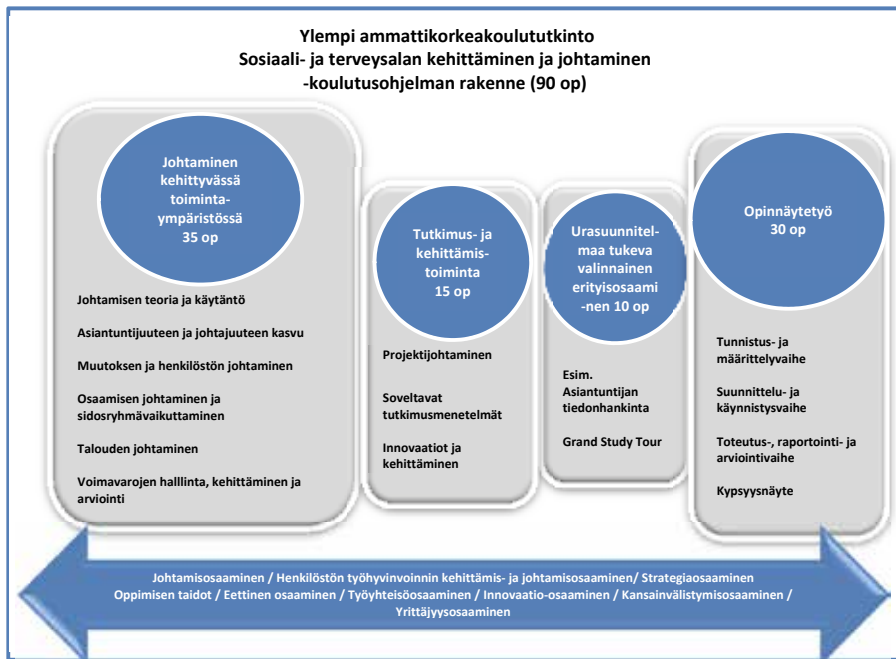 Ylempi ammattikorkeakoulututkinto
Sosiaali- ja terveysalan kehittäminen ja johtaminen
-koulutusohjelman rakenne (90 op)
Johtaminen
kehittyvässä
toiminta-
ympäristössä
35 op
Johtamisen teoria ja käytäntö
Asiantuntijuuteen ja johtajuuteen kasvu
Muutoksen ja henkilöstön johtaminen
Osaamisen johtaminen ja
sidosryhmävaikuttaminen
Talouden johtaminen
Voimavarojen halllinta, kehittäminen ja
arviointi
Tutkimus- ja
kehittämis-
toiminta
15 op
Projektijohtaminen
Soveltavat
tutkimusmenetelmät
Innovaatiot ja
kehittäminen
Urasuunnitel-
maa tukeva
valinnainen
erityisosaami
-nen 10 op
Esim.
Asiantuntijan
tiedonhankinta
Grand Study Tour
Opinnäytetyö
30 op
Tunnistus- ja
määrittelyvaihe
Suunnittelu- ja
käynnistysvaihe
Toteutus-, raportointi- ja
arviointivaihe
Kypsyysnäyte
Johtamisosaaminen / Henkilöstön työhyvinvoinnin kehittämis- ja johtamisosaaminen/ Strategiaosaaminen
Oppimisen taidot / Eettinen osaaminen / Työyhteisöosaaminen / Innovaatio-osaaminen / Kansainvälistymisosaaminen /
Yrittäjyysosaaminen